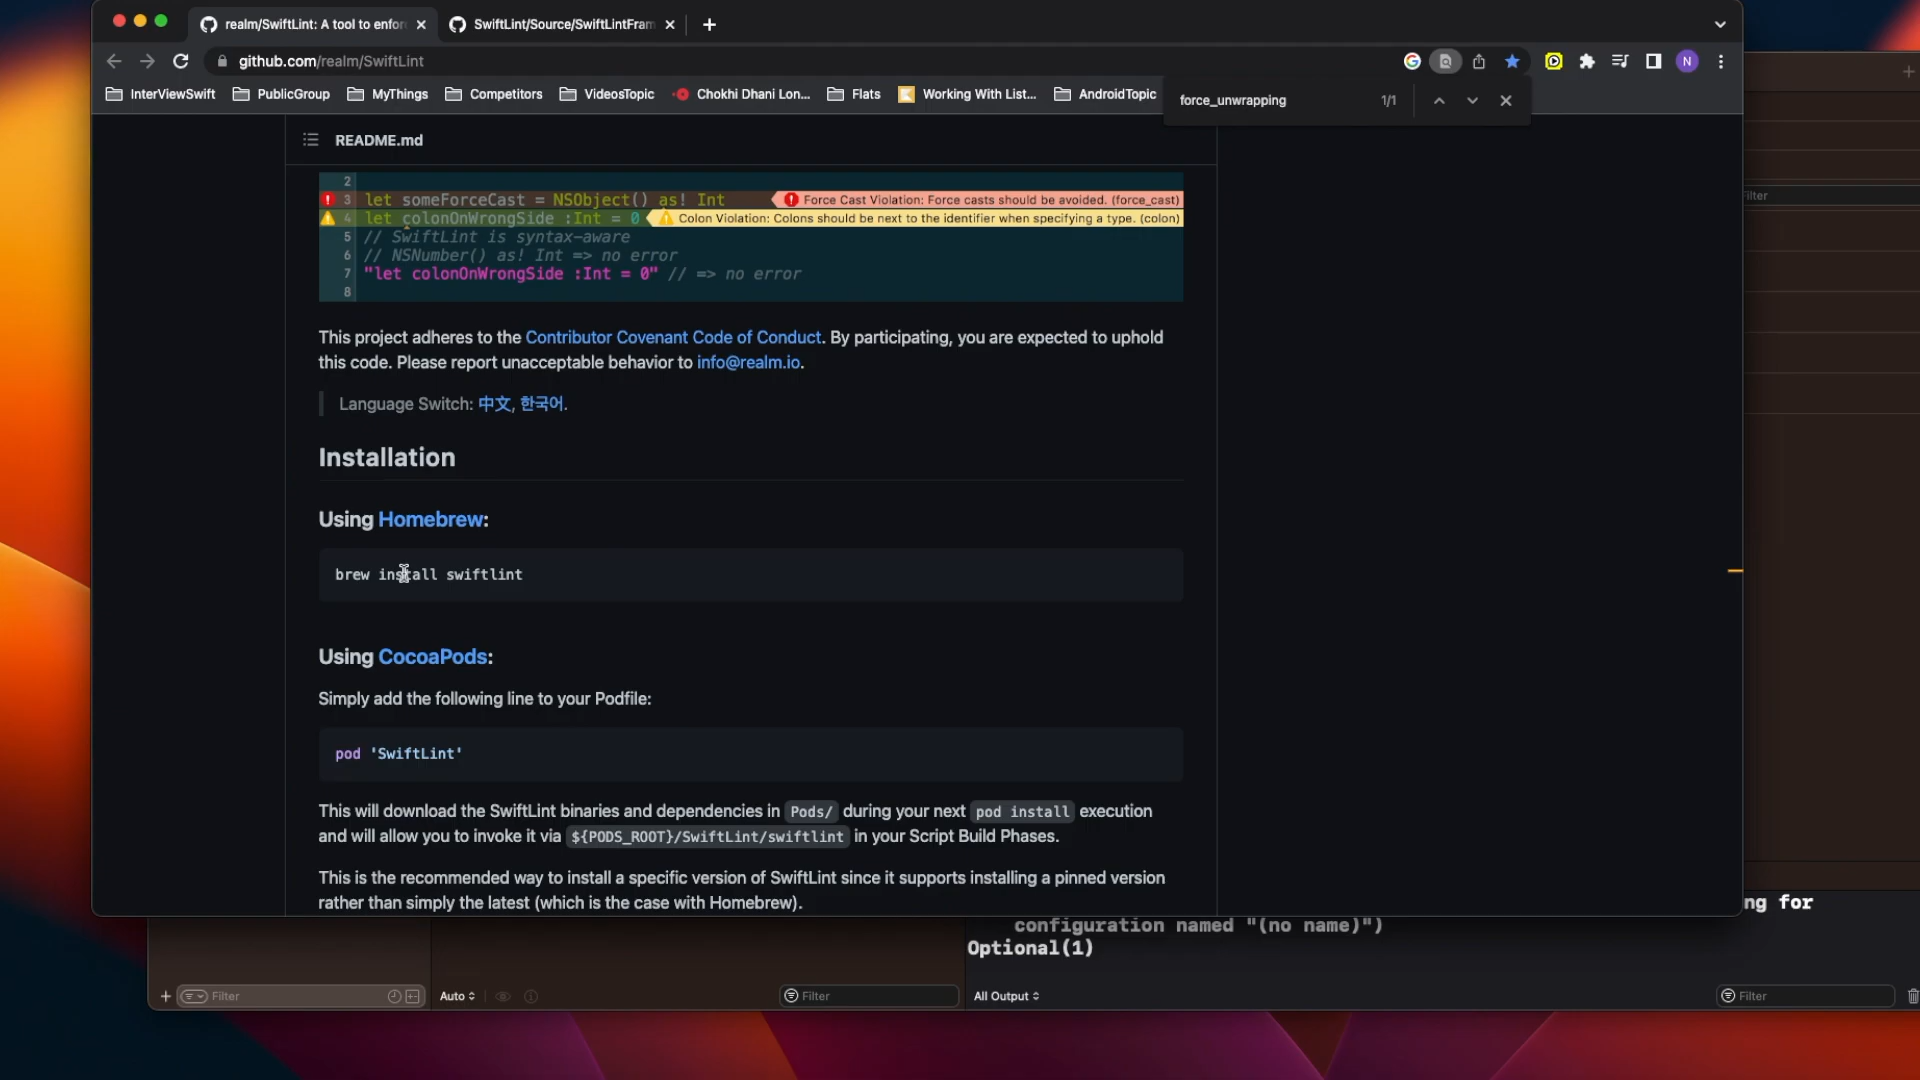 realm/SwiftLint: A tool to enfor
SwiftLint/Source/SwiftLintFram
github.com/realm/SwiftLint
N
InterViewSwift
PublicGroup
MyThings
Competitors
VideosTopic
Chokhi Dhani Lon...
Flats
Working With List...
AndroidTopic
force_unwrapping
1/1
README.md
2
3 let someForceCast = NSObject() as! Int
Force Cast Violation: Force casts should be avoided. (force_cast)
4 let colonOnWrongSide :Int = 0
Colon Violation: Colons should be next to the identifier when specifying a type. (colon)
5 // SwiftLint is syntax-aware
6 // NSNumber() as! Int => no error
7 "let colonOnWrongSide :Int = 0" // => no error
8
This project adheres to the Contributor Covenant Code of Conduct. By participating, you are expected to uphold
this code. Please report unacceptable behavior to info@realm.io.
Language Switch: 中文, 한국어.
Installation
Using Homebrew:
brew install swiftlint
Using CocoaPods:
Simply add the following line to your Podfile:
pod 'SwiftLint'
This will download the SwiftLint binaries and dependencies in Pods/ during your next pod install execution
and will allow you to invoke it via ${PODS_ROOT}/SwiftLint/swiftlint in your Script Build Phases.
This is the recommended way to install a specific version of SwiftLint since it supports installing a pinned version
rather than simply the latest (which is the case with Homebrew).
ilter
ng for
configuration named "(no name)")
Optional(1)
Filter
Auto
Filter
All Output
Filter